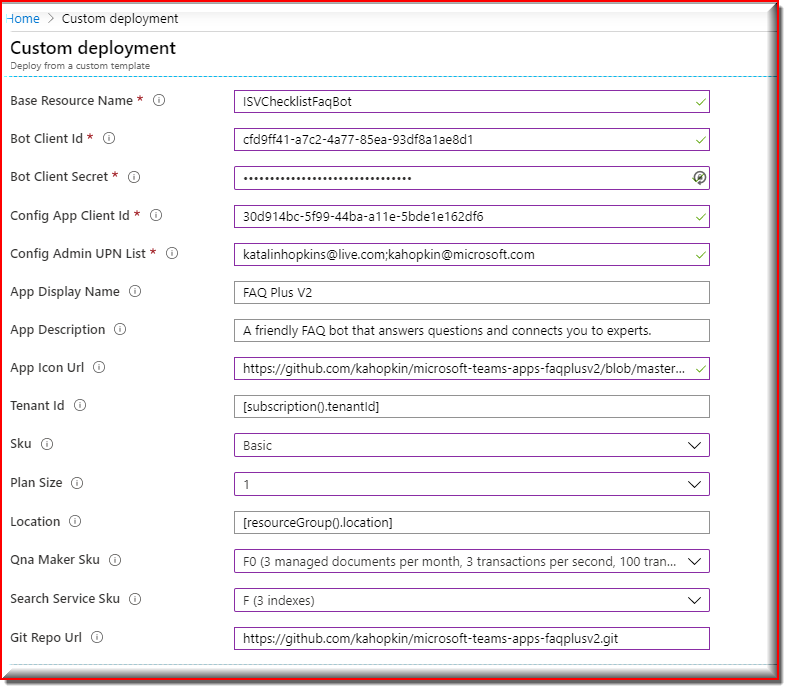 Home > Custom deployment
Custom deployment
Deploy from a custom template
Base Resource Name * ISVChecklistFaqBot
Bot Client Id * cfd9ff41-a7c2-4a77-85ea-93df8a1ae8d1
Bot Client Secret * ••••••••••••••••••••••••••••••••
Config App Client Id * 30d914bc-5f99-44ba-a11e-5bde1e162df6
Config Admin UPN List * katalinhopkins@live.com;kahopkin@microsoft.com
App Display Name FAQ Plus V2
App Description A friendly FAQ bot that answers questions and connects you to experts.
App Icon Url https://github.com/kahopkin/microsoft-teams-apps-faqplusv2/blob/master...
Tenant Id [subscription().tenantId]
Sku Basic
Plan Size 1
Location [resourceGroup().location]
Qna Maker Sku F0 (3 managed documents per month, 3 transactions per second, 100 tran...
Search Service Sku F (3 indexes)
Git Repo Url https://github.com/kahopkin/microsoft-teams-apps-faqplusv2.git